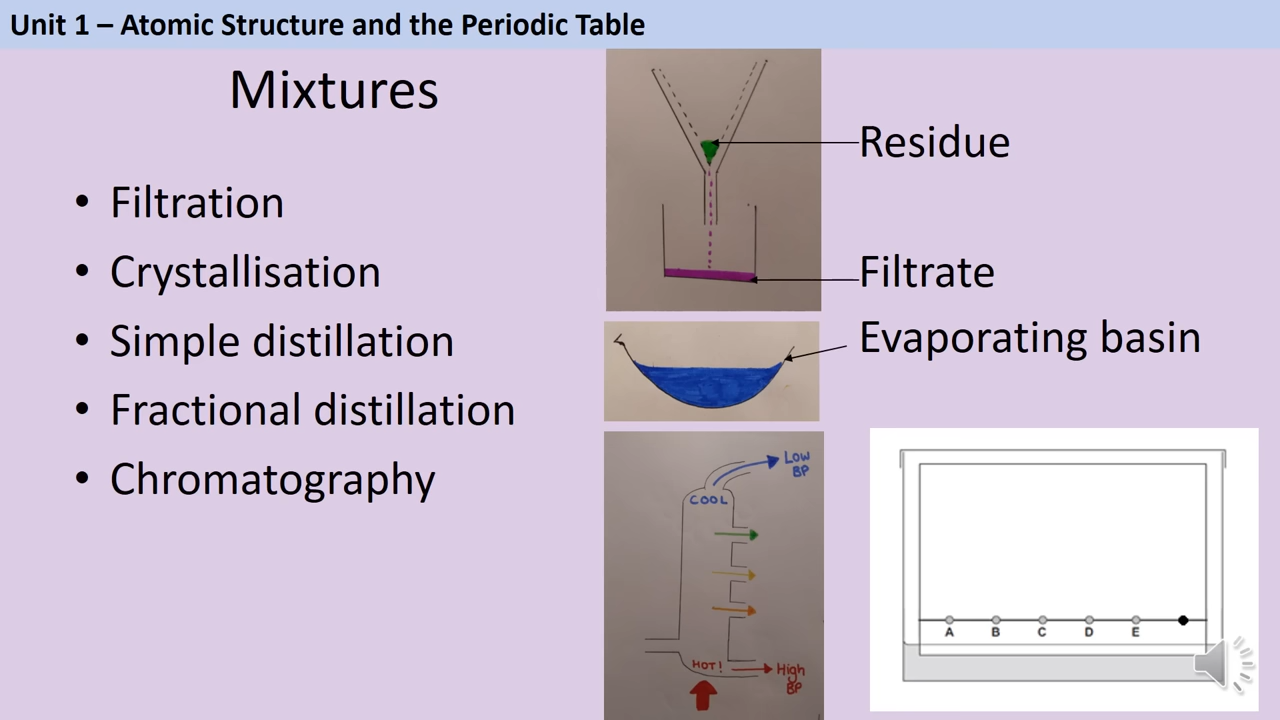 Unit 1 – Atomic Structure and the Periodic Table
Mixtures
• Filtration
• Crystallisation
• Simple distillation
• Fractional distillation
• Chromatography
Residue
Filtrate
Evaporating basin
Low
BP
COOL
HOT!
High
BP
A B C D E